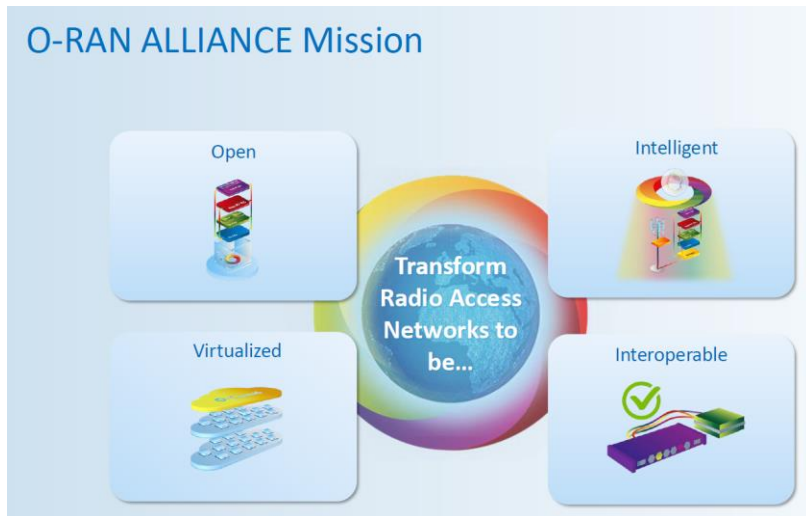 O-RAN ALLIANCE Mission
Open
Intelligent
Transform
Radio Access
Networks to
be...
Virtualized
Interoperable